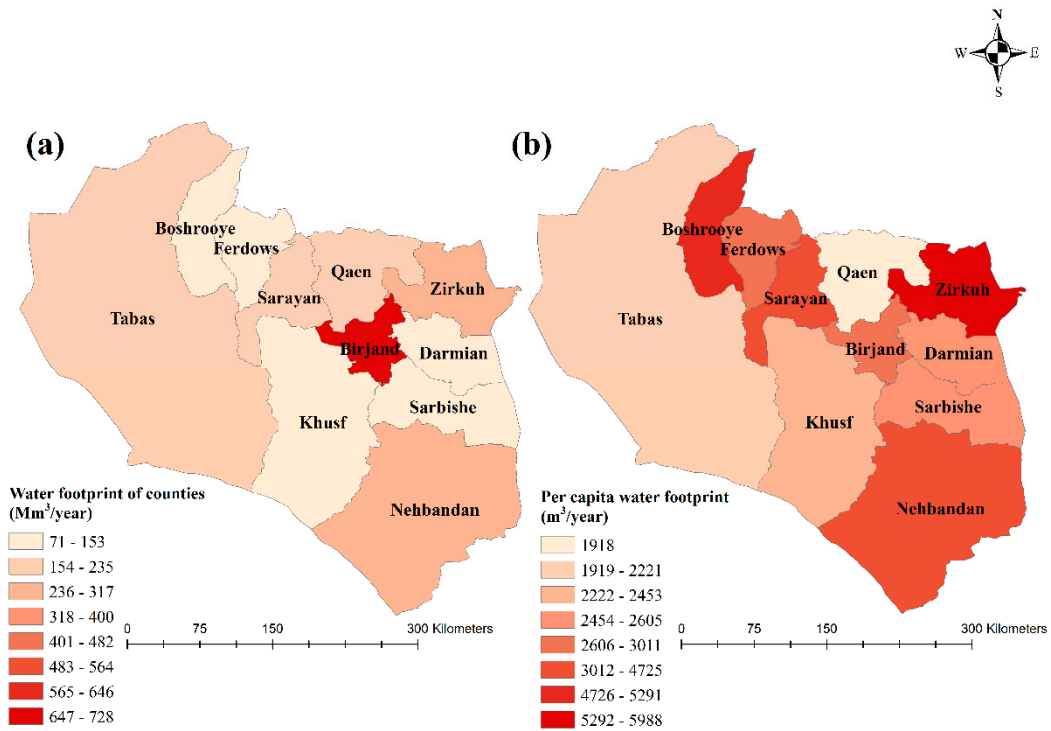 N
W E
S
(a)
Boshrooye
Ferdows
Qaen
Zirkuh
Sarayan
Tabas
Birjand
Darmian
Sarbishe
Khusf
Nehbandan
Water footprint of counties
(Mm³/year)
71 - 153
154 - 235
236 - 317
318 - 400
401 - 482
483 - 564
565 - 646
647 - 728
0 75 150 300 Kilometers
(b)
Boshrooye
Ferdows
Qaen
Zirkuh
Sarayan
Tabas
Birjand
Darmian
Sarbishe
Khusf
Nehbandan
Per capita water footprint
(m³/year)
1918
1919 - 2221
2222 - 2453
2454 - 2605
2606 - 3011
3012 - 4725
4726 - 5291
5292 - 5988
0 75 150 300 Kilometers